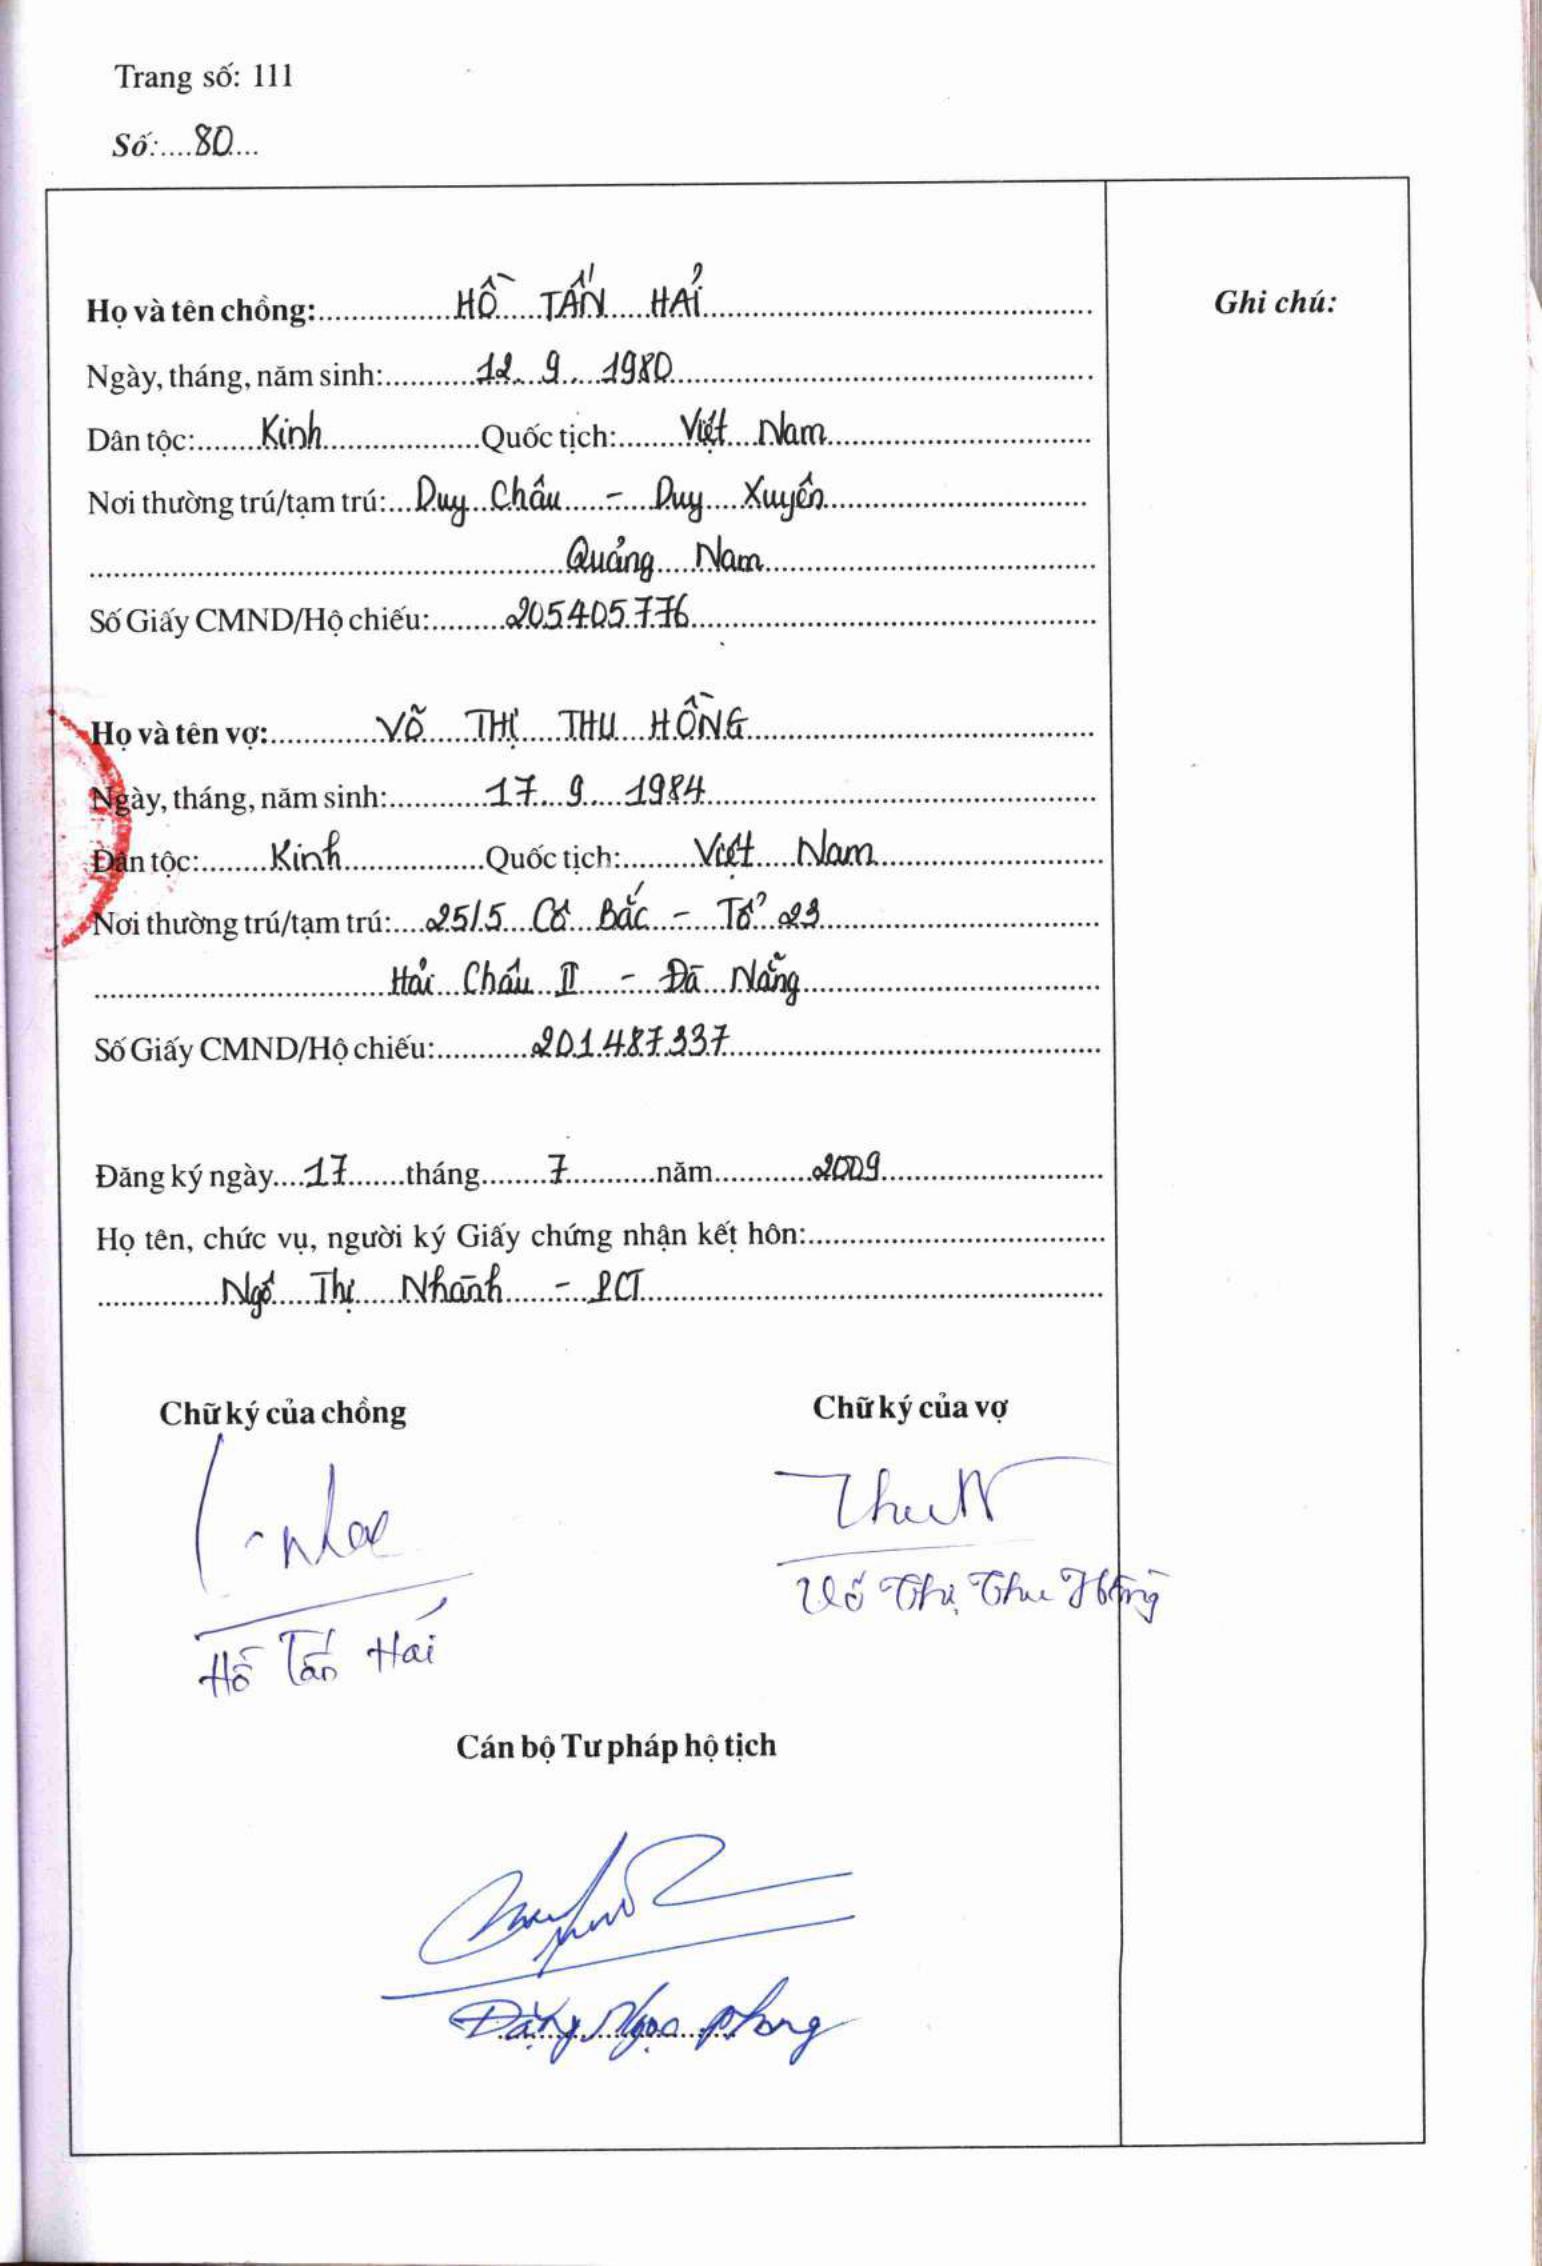 Trang số: 111
Số:....80....
Họ và tên chồng: HỒ TẤN HẢI
Ghi chú:
Ngày, tháng, năm sinh: 12. 9. 1980
Dân tộc: Kinh Quốc tịch: Việt Nam
Nơi thường trú/tạm trú: Duy Châu - Duy Xuyên
Quảng Nam
Số Giấy CMND/Hộ chiếu: 205405776
Họ và tên vợ: VÕ THỊ THU HỒNG
Ngày, tháng, năm sinh: 17. 9. 1984
Dân tộc: Kinh Quốc tịch: Việt Nam
Nơi thường trú/tạm trú: 25/5 Cô Bắc - Tổ 23
Hải Châu II - Đà Nẵng
Số Giấy CMND/Hộ chiếu: 201487337
Đăng ký ngày 17 tháng 7 năm 2009
Họ tên, chức vụ, người ký Giấy chứng nhận kết hôn:
Ngô Thị Nhành - PCT
Chữ ký của chồng Chữ ký của vợ
Hồ Tấn Hải Võ Thị Thu Hồng
Cán bộ Tư pháp hộ tịch
Đặng Ngọc Phong